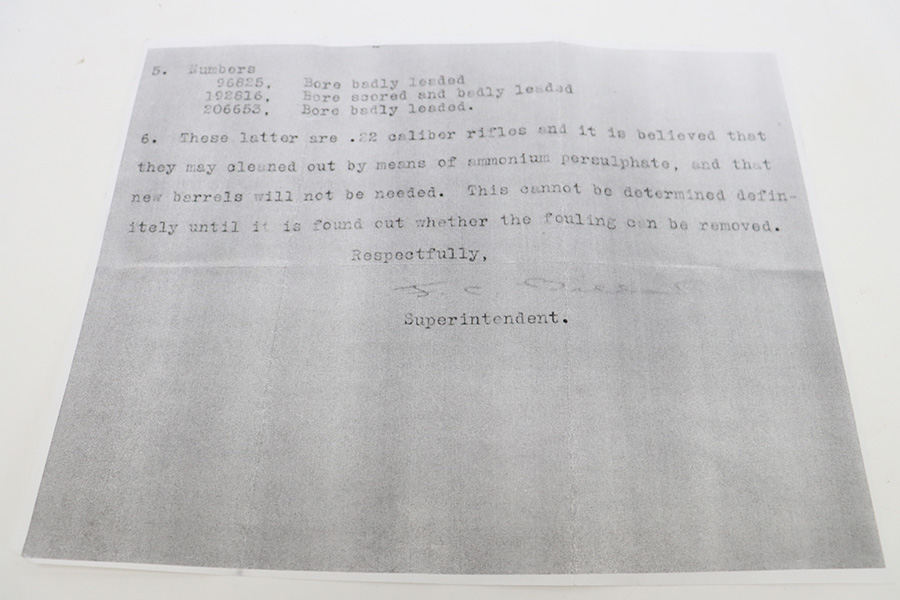 5. Numbers
96825, Bore badly leaded
192816, Bore scored and badly leaded
206653, Bore badly leaded.
6. These latter are .22 caliber rifles and it is believed that
they may cleaned out by means of ammonium persulphate, and that
new barrels will not be needed. This cannot be determined defin-
itely until it is found out whether the fouling can be removed.
Respectfully,
Superintendent.